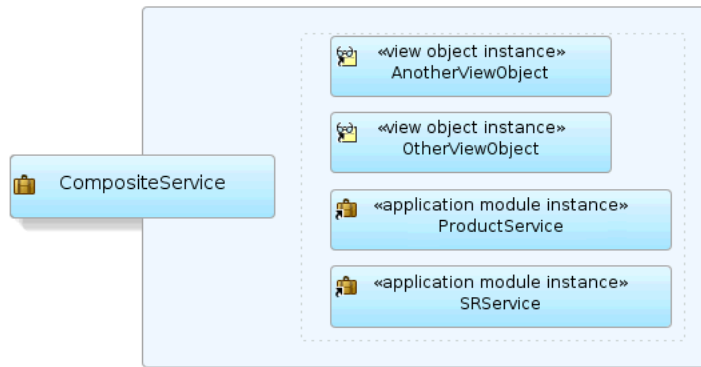 «view object instance»
AnotherViewObject
«view object instance»
OtherViewObject
CompositeService
«application module instance»
ProductService
«application module instance»
SRService